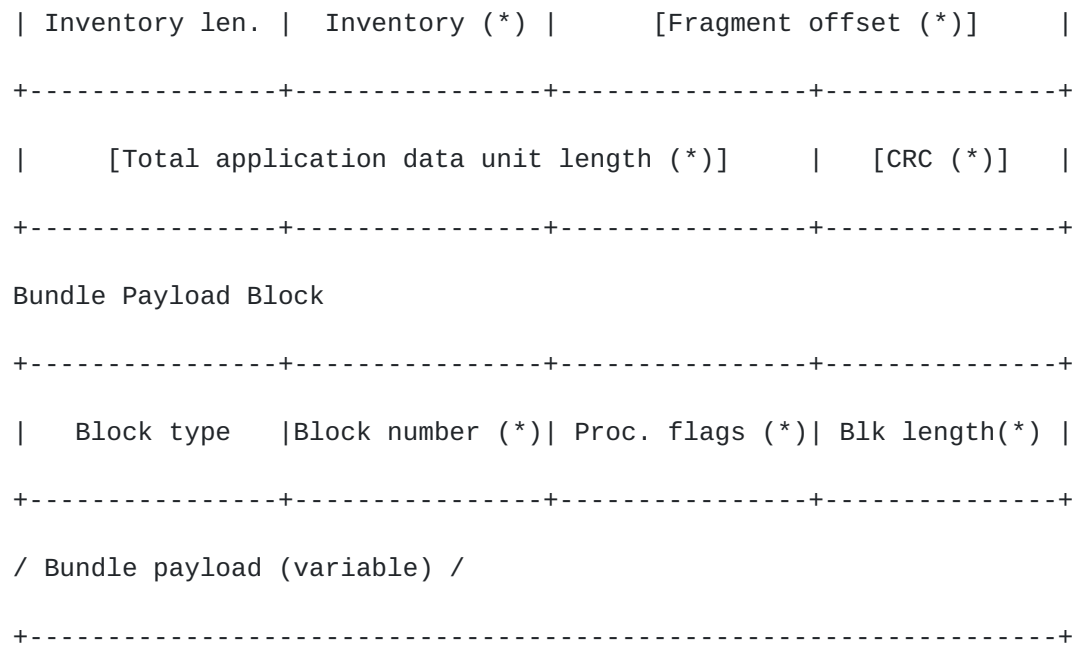 | Inventory len. | Inventory (*) | [Fragment offset (*)] |
+----------------+---------------+---------------+--------------+
| [Total application data unit length (*)] | [CRC (*)] |
+----------------+---------------+---------------+--------------+
Bundle Payload Block
+----------------+---------------+---------------+--------------+
| Block type |Block number (*)| Proc. flags (*)| Blk length(*) |
+----------------+---------------+---------------+--------------+
/ Bundle payload (variable) /
+---------------------------------------------------------------+